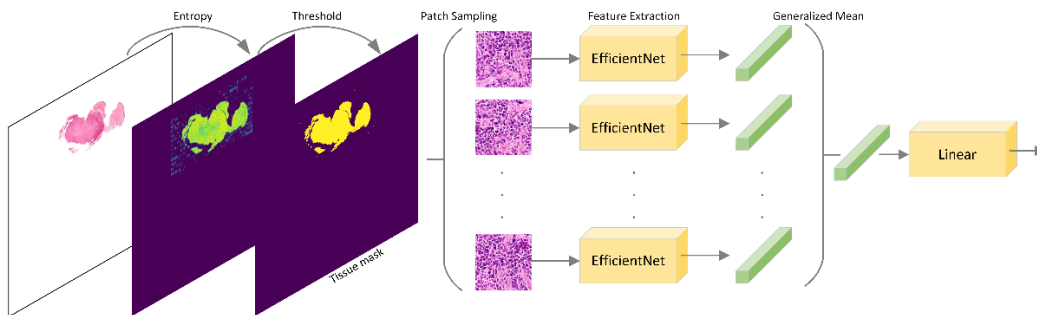 Entropy
Threshold
Patch Sampling
Feature Extraction
Generalized Mean
EfficientNet
EfficientNet
EfficientNet
Linear
Tissue mask